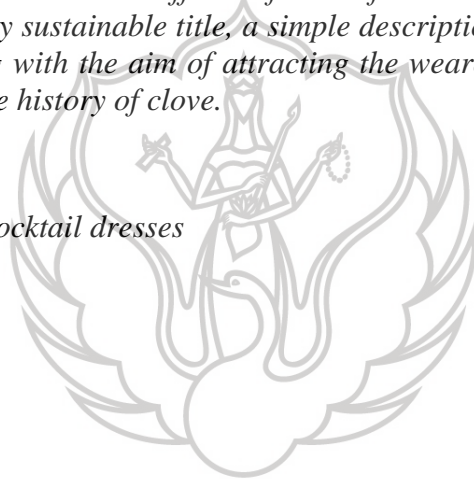 y sustainable title, a simple descriptio
with the aim of attracting the wear
e history of clove.
ocktail dresses